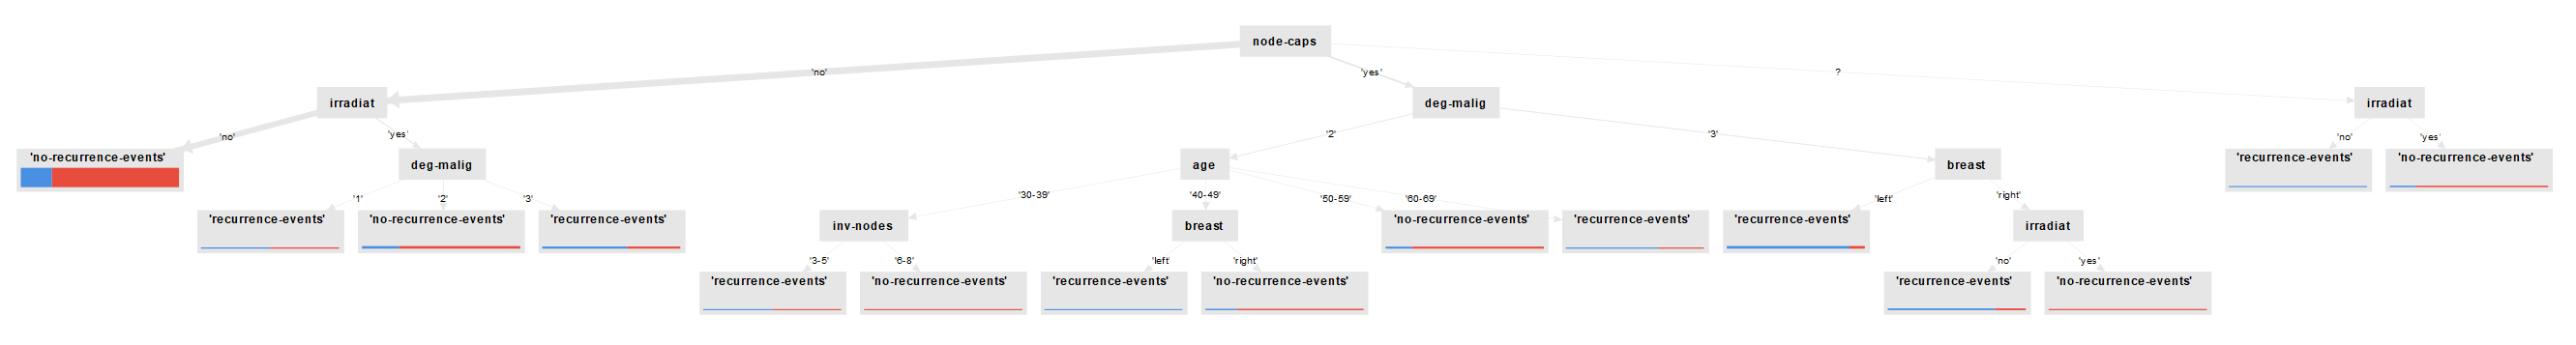 node-caps
'no'
'yes'
?
irradiat
deg-malig
irradiat
'no'
'yes'
'2'
'3'
'no'
'yes'
'no-recurrence-events'
deg-malig
age
breast
'recurrence-events'
'no-recurrence-events'
'1'
'2'
'3'
'30-39'
'40-49'
'50-59'
'60-69'
'left'
'right'
'recurrence-events'
'no-recurrence-events'
'recurrence-events'
inv-nodes
breast
'no-recurrence-events'
'recurrence-events'
'recurrence-events'
irradiat
'3-5'
'6-8'
'left'
'right'
'no'
'yes'
'recurrence-events'
'no-recurrence-events'
'recurrence-events'
'no-recurrence-events'
'recurrence-events'
'no-recurrence-events'